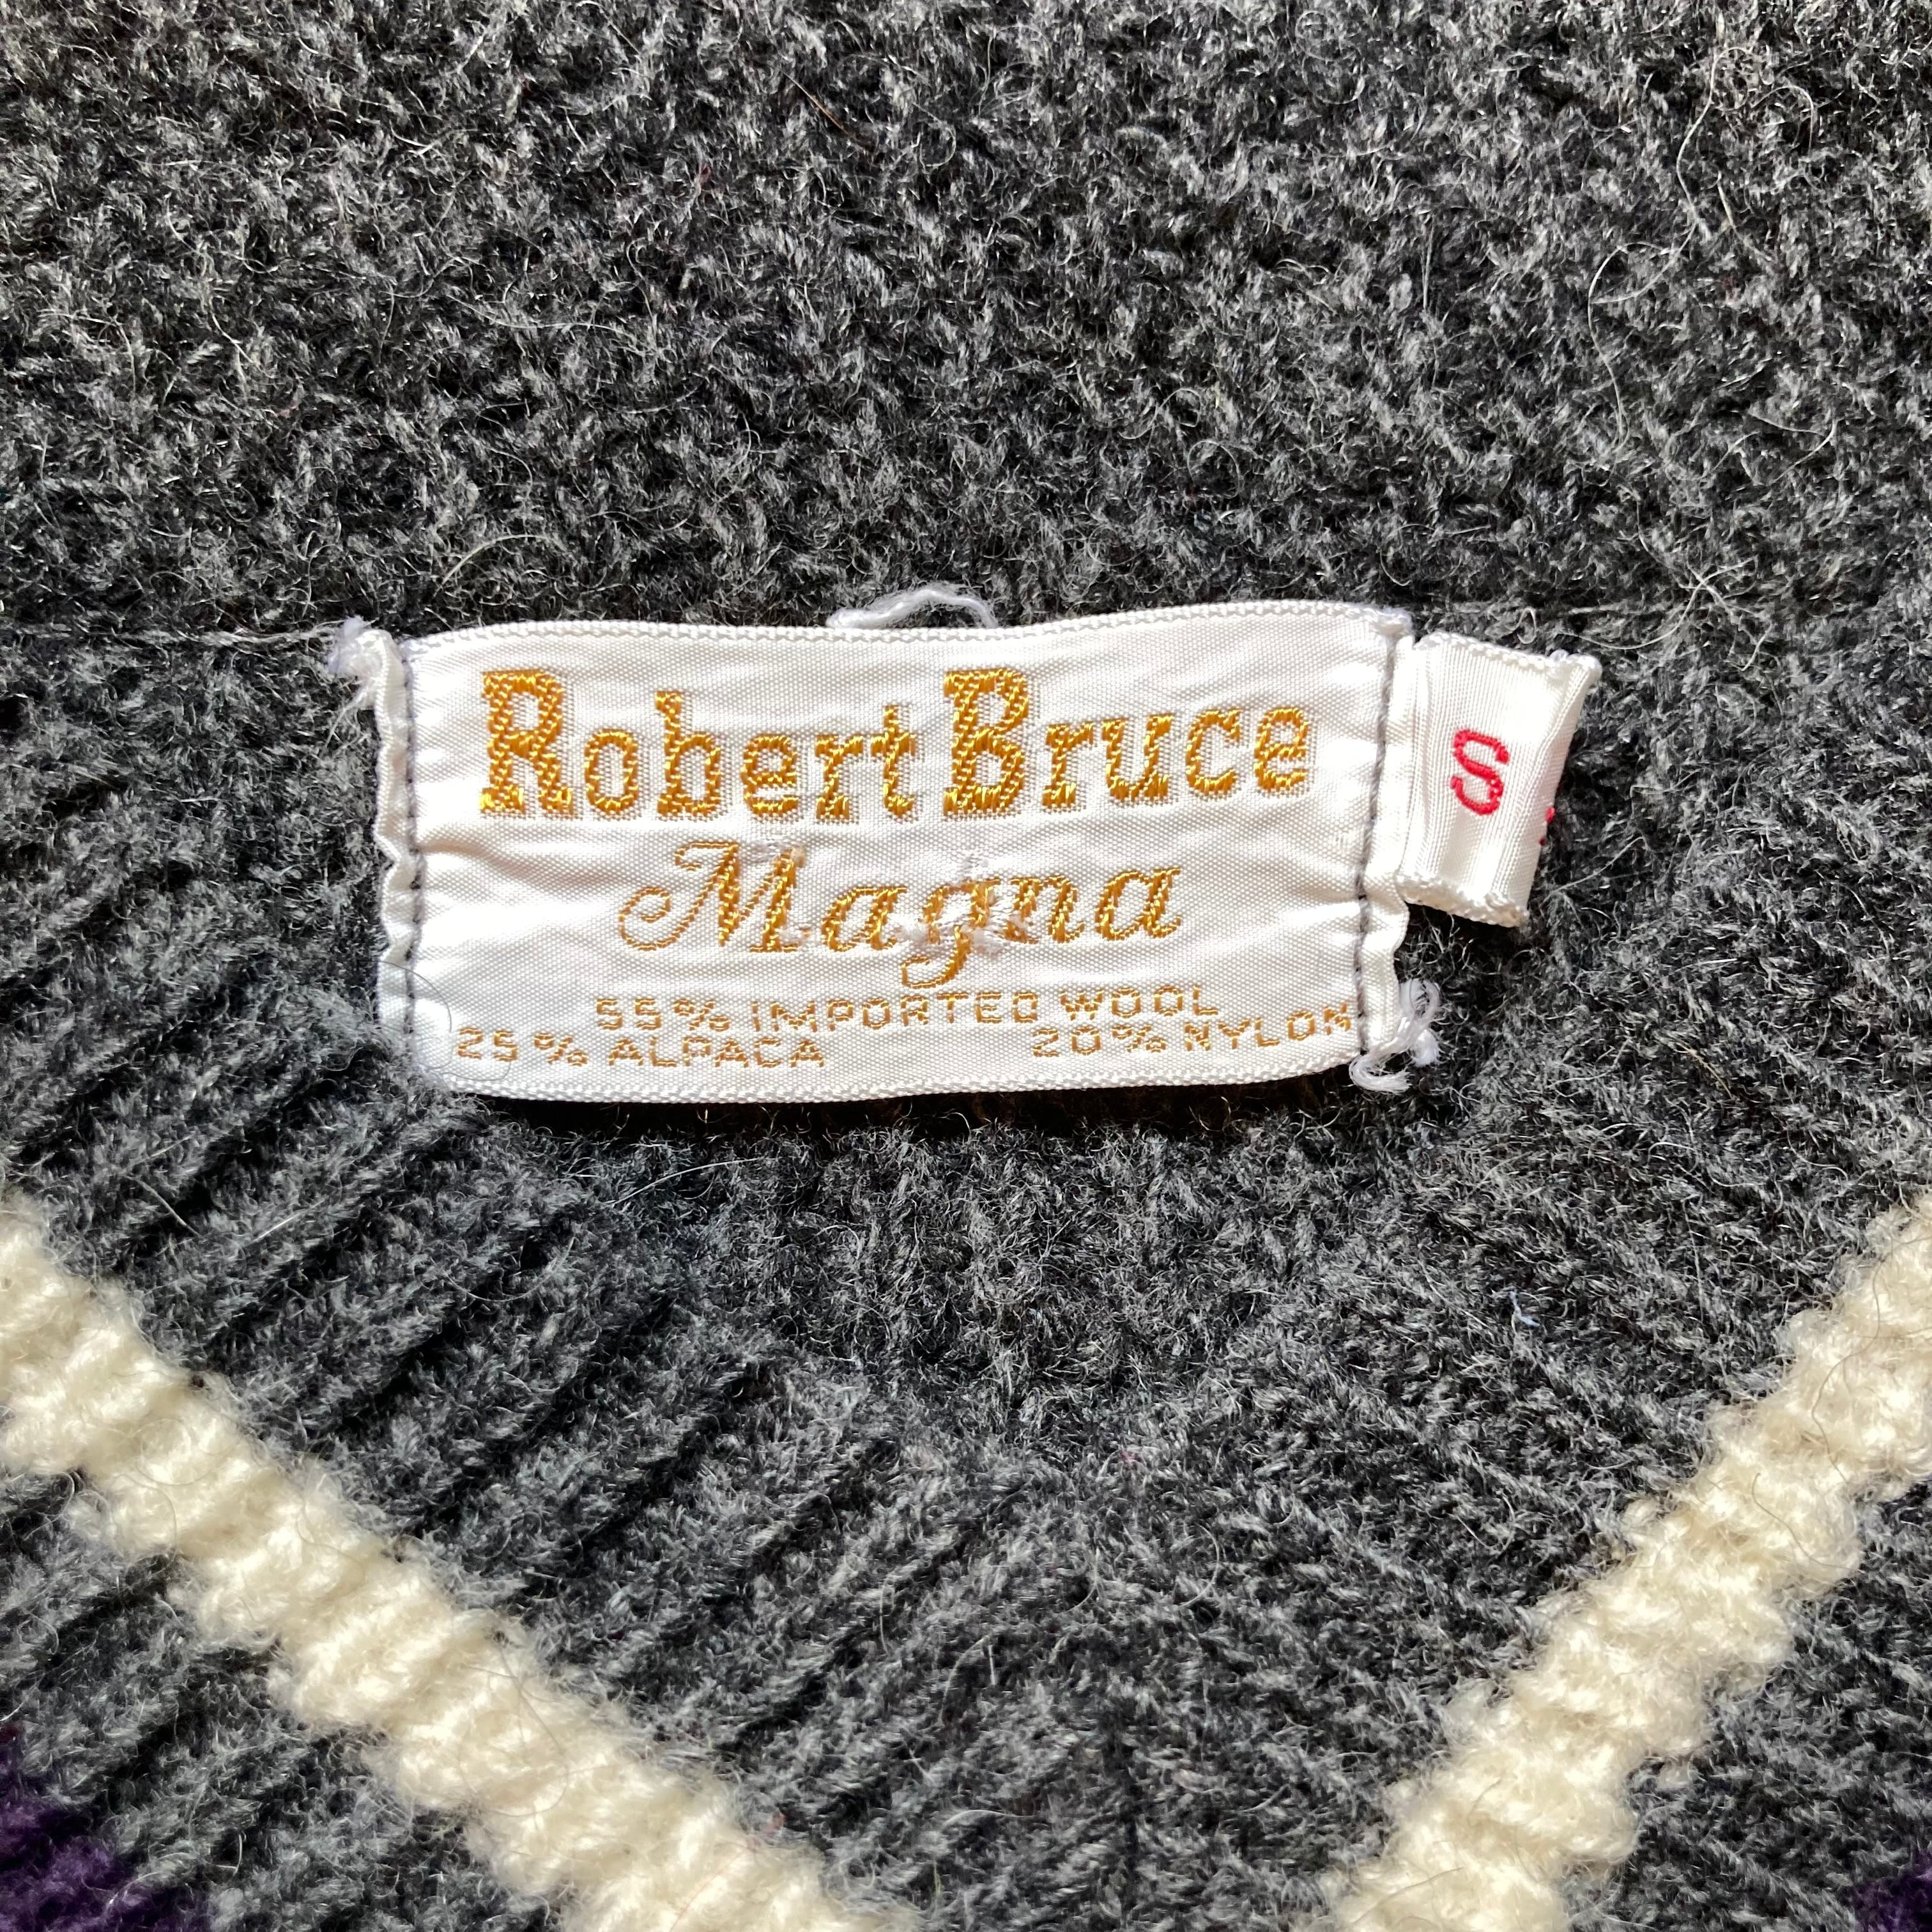 Robert Bruce
Magna
55% IMPORTED WOOL
25% ALPACA 20% NYLON
S